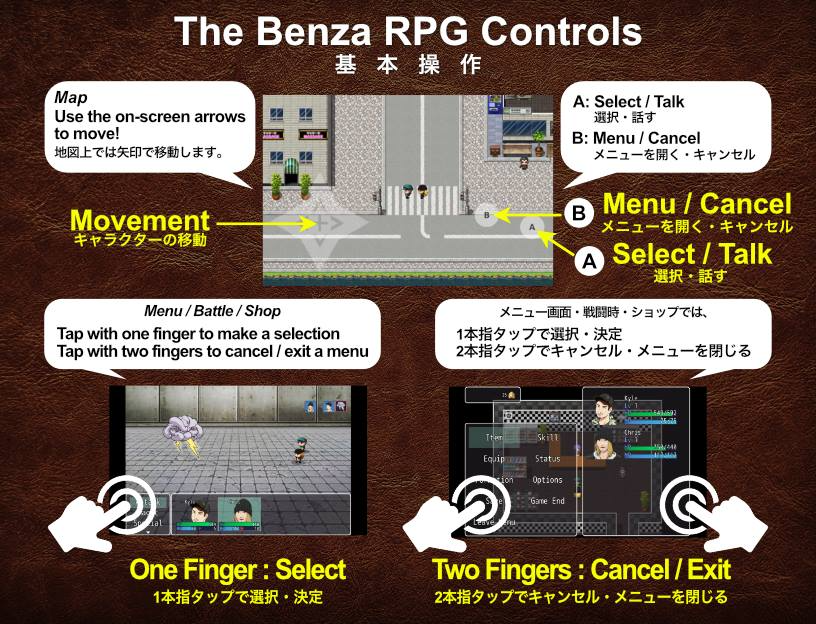 The Benza RPG Controls
基本操作
Map
Use the on-screen arrows
to move!
地図上では矢印で移動します。
A: Select / Talk
選択・話す
B: Menu / Cancel
メニューを開く・キャンセル
Movement
キャラクターの移動
B
A
B Menu / Cancel
メニューを開く・キャンセル
A Select / Talk
選択・話す
Menu / Battle / Shop
Tap with one finger to make a selection
Tap with two fingers to cancel / exit a menu
メニュー画面・戦闘時・ショップでは、
1本指タップで選択・決定
2本指タップでキャンセル・メニューを閉じる
Kyle
Special
Item
Skill
Equip
Status
Options
Game End
Leave Menu
Kyle
Lv 1
Chris
Lv 1
One Finger : Select
1本指タップで選択・決定
Two Fingers : Cancel / Exit
2本指タップでキャンセル・メニューを閉じる